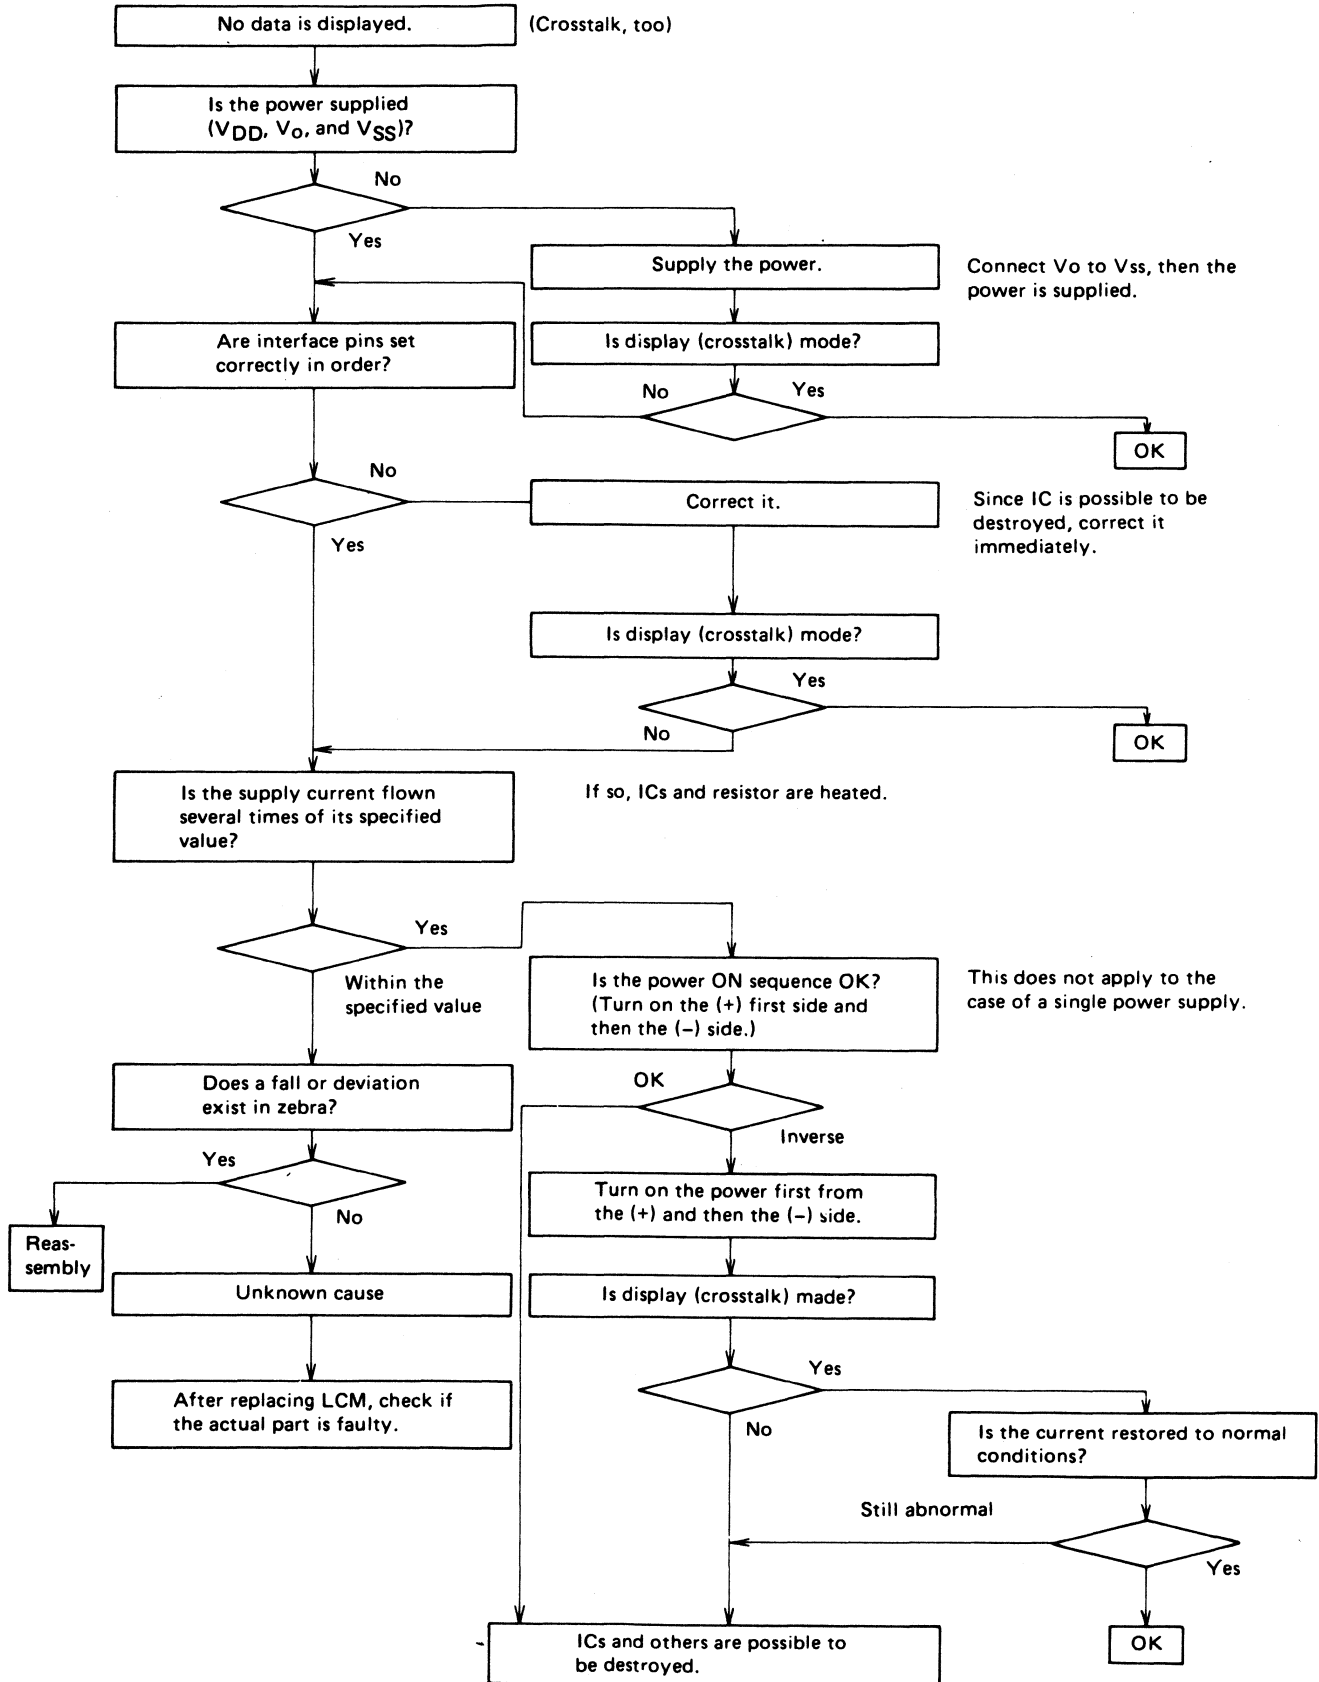 No data is displayed.
(Crosstalk, too)
Is the power supplied
(VDD, Vo, and VSS)?
No
Yes
Supply the power.
Connect Vo to Vss, then the
power is supplied.
Are interface pins set
correctly in order?
Is display (crosstalk) mode?
No
Yes
OK
No
Yes
Correct it.
Since IC is possible to be
destroyed, correct it
immediately.
Is display (crosstalk) mode?
Yes
No
OK
Is the supply current flown
several times of its specified
value?
If so, ICs and resistor are heated.
Yes
Within the
specified value
Is the power ON sequence OK?
(Turn on the (+) first side and
then the (–) side.)
This does not apply to the
case of a single power supply.
Does a fall or deviation
exist in zebra?
OK
Inverse
Yes
No
Reas-
sembly
Turn on the power first from
the (+) and then the (–) side.
Unknown cause
Is display (crosstalk) made?
After replacing LCM, check if
the actual part is faulty.
Yes
No
Is the current restored to normal
conditions?
Still abnormal
Yes
OK
ICs and others are possible to
be destroyed.